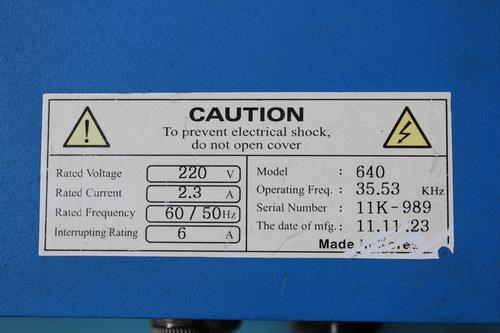 CAUTION
To prevent electrical shock,
do not open cover
Rated Voltage 220 V
Rated Current 2.3 A
Rated Frequency 60 / 50 Hz
Interrupting Rating 6 A
Model : 640
Operating Freq. : 35.53 KHz
Serial Number : 11K-989
The date of mfg. : 11.11.23
Made in Korea